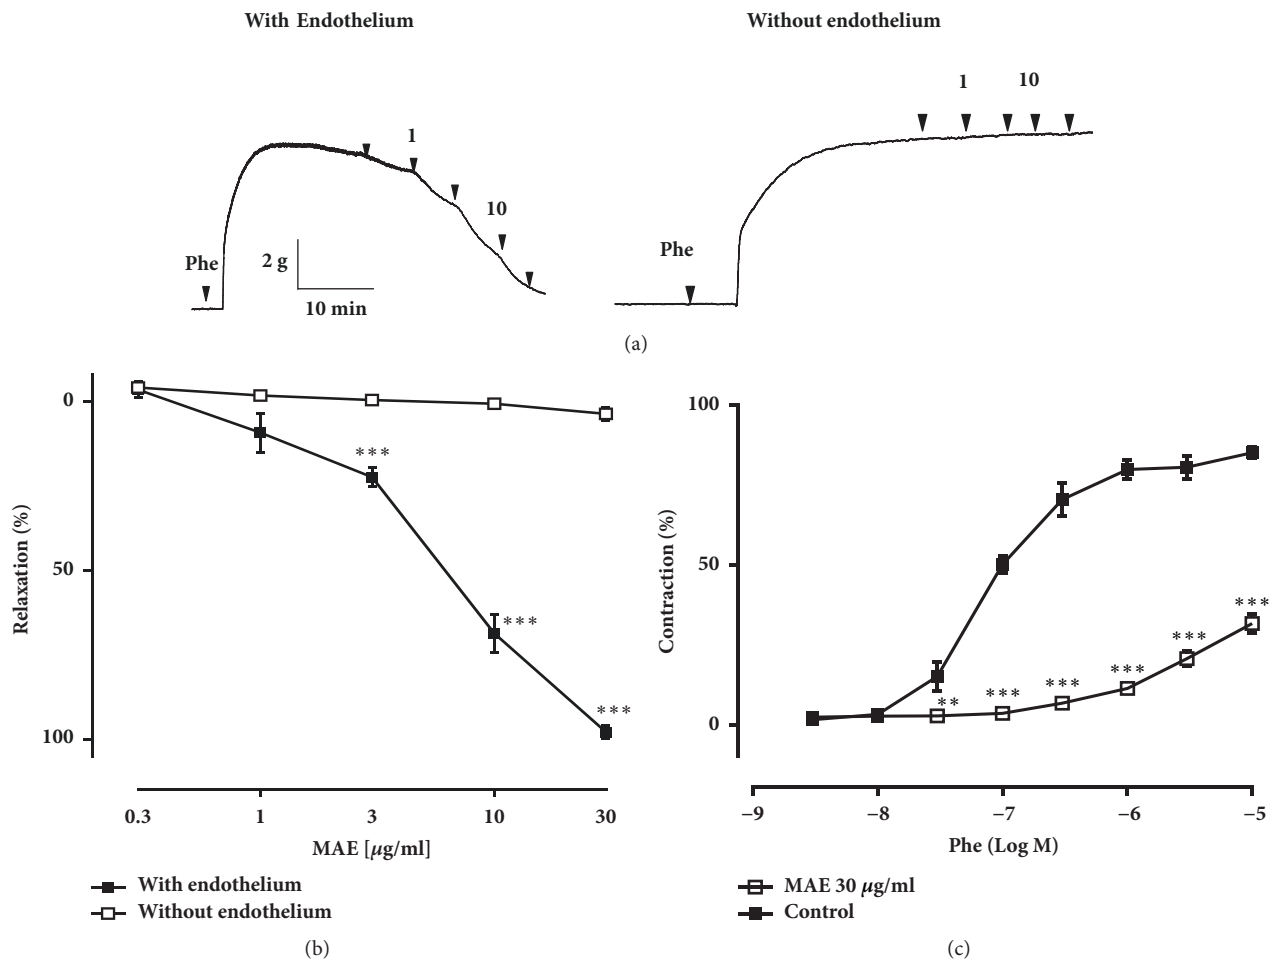 With Endothelium
Without endothelium
1
10
1
10
Phe
2 g
10 min
Phe
(a)
0
50
100
Relaxation (%)
***
***
***
0.3 1 3 10 30
MAE [μg/ml]
With endothelium
Without endothelium
(b)
100
50
0
Contraction (%)
**
***
***
***
***
***
−9 −8 −7 −6 −5
Phe (Log M)
MAE 30 μg/ml
Control
(c)